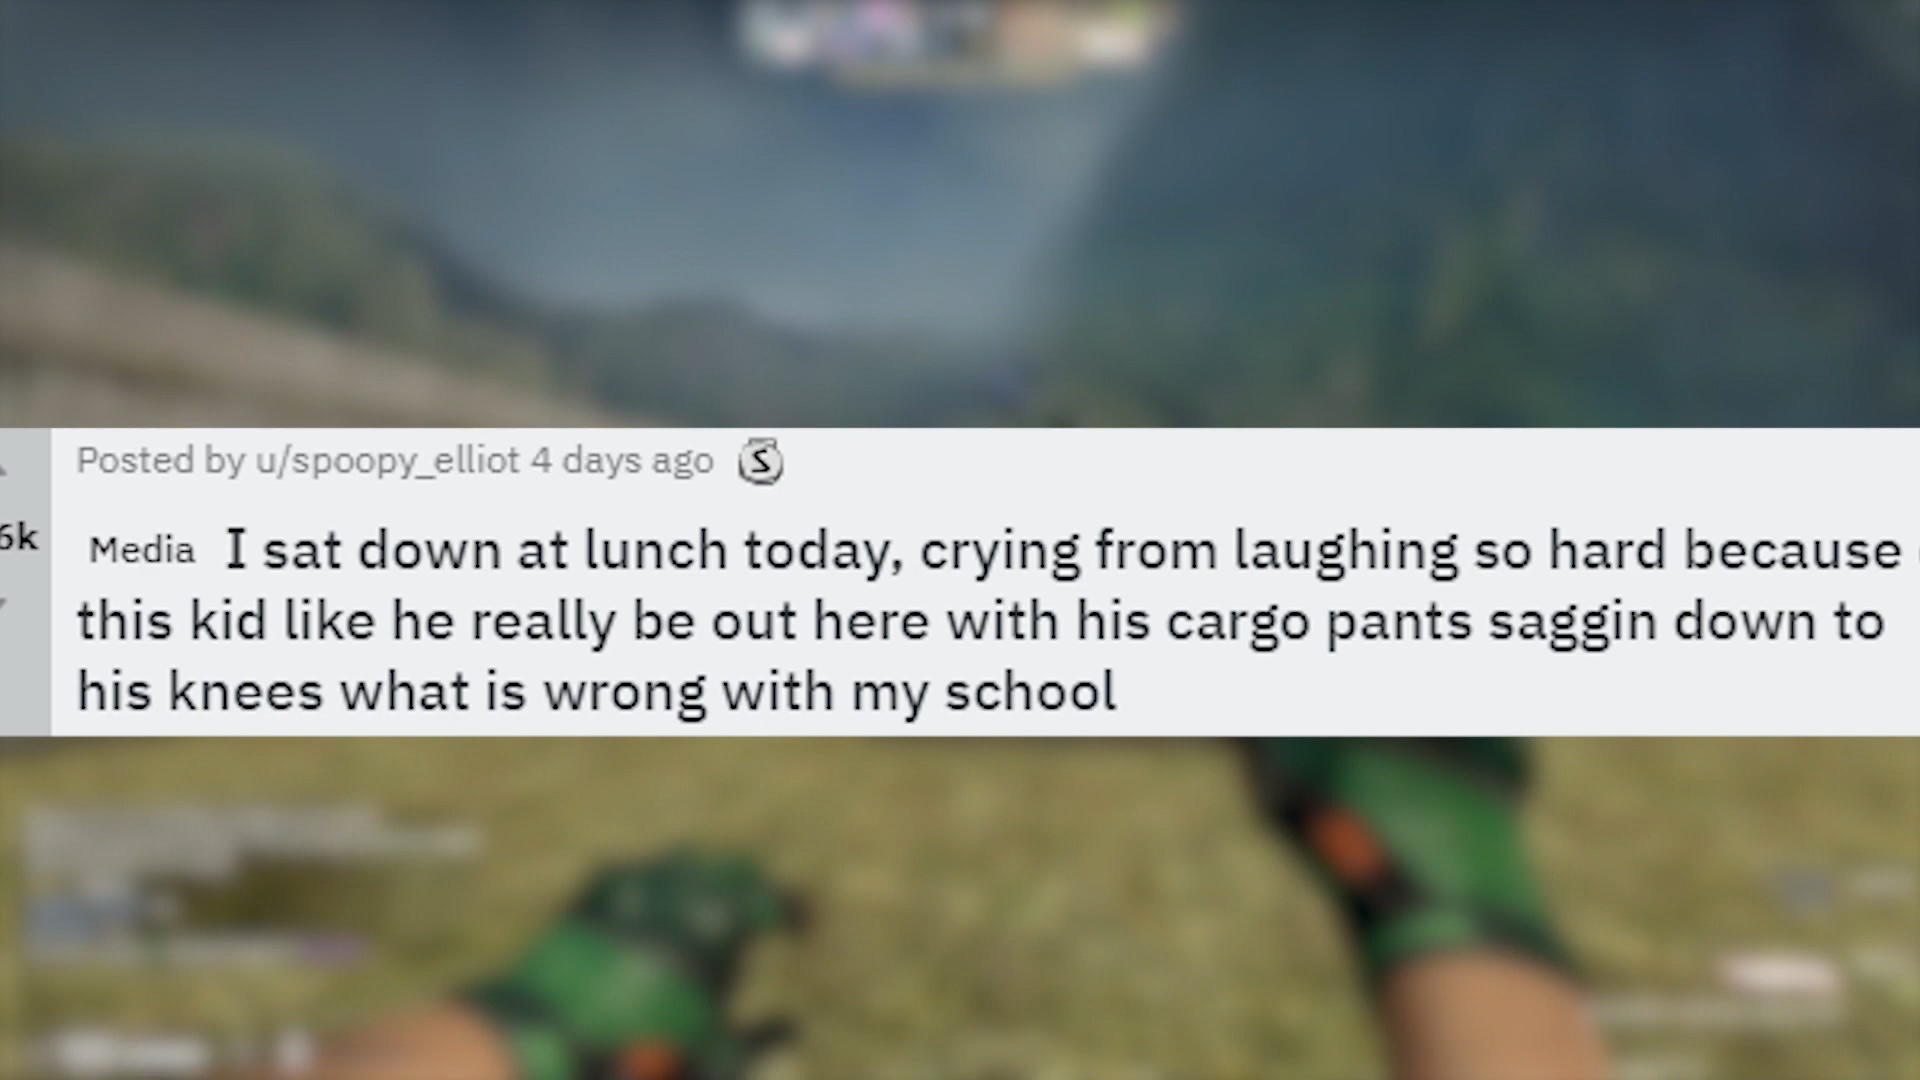 Posted by u/spoopy_elliot 4 days ago
6k
Media I sat down at lunch today, crying from laughing so hard because
this kid like he really be out here with his cargo pants saggin down to
his knees what is wrong with my school